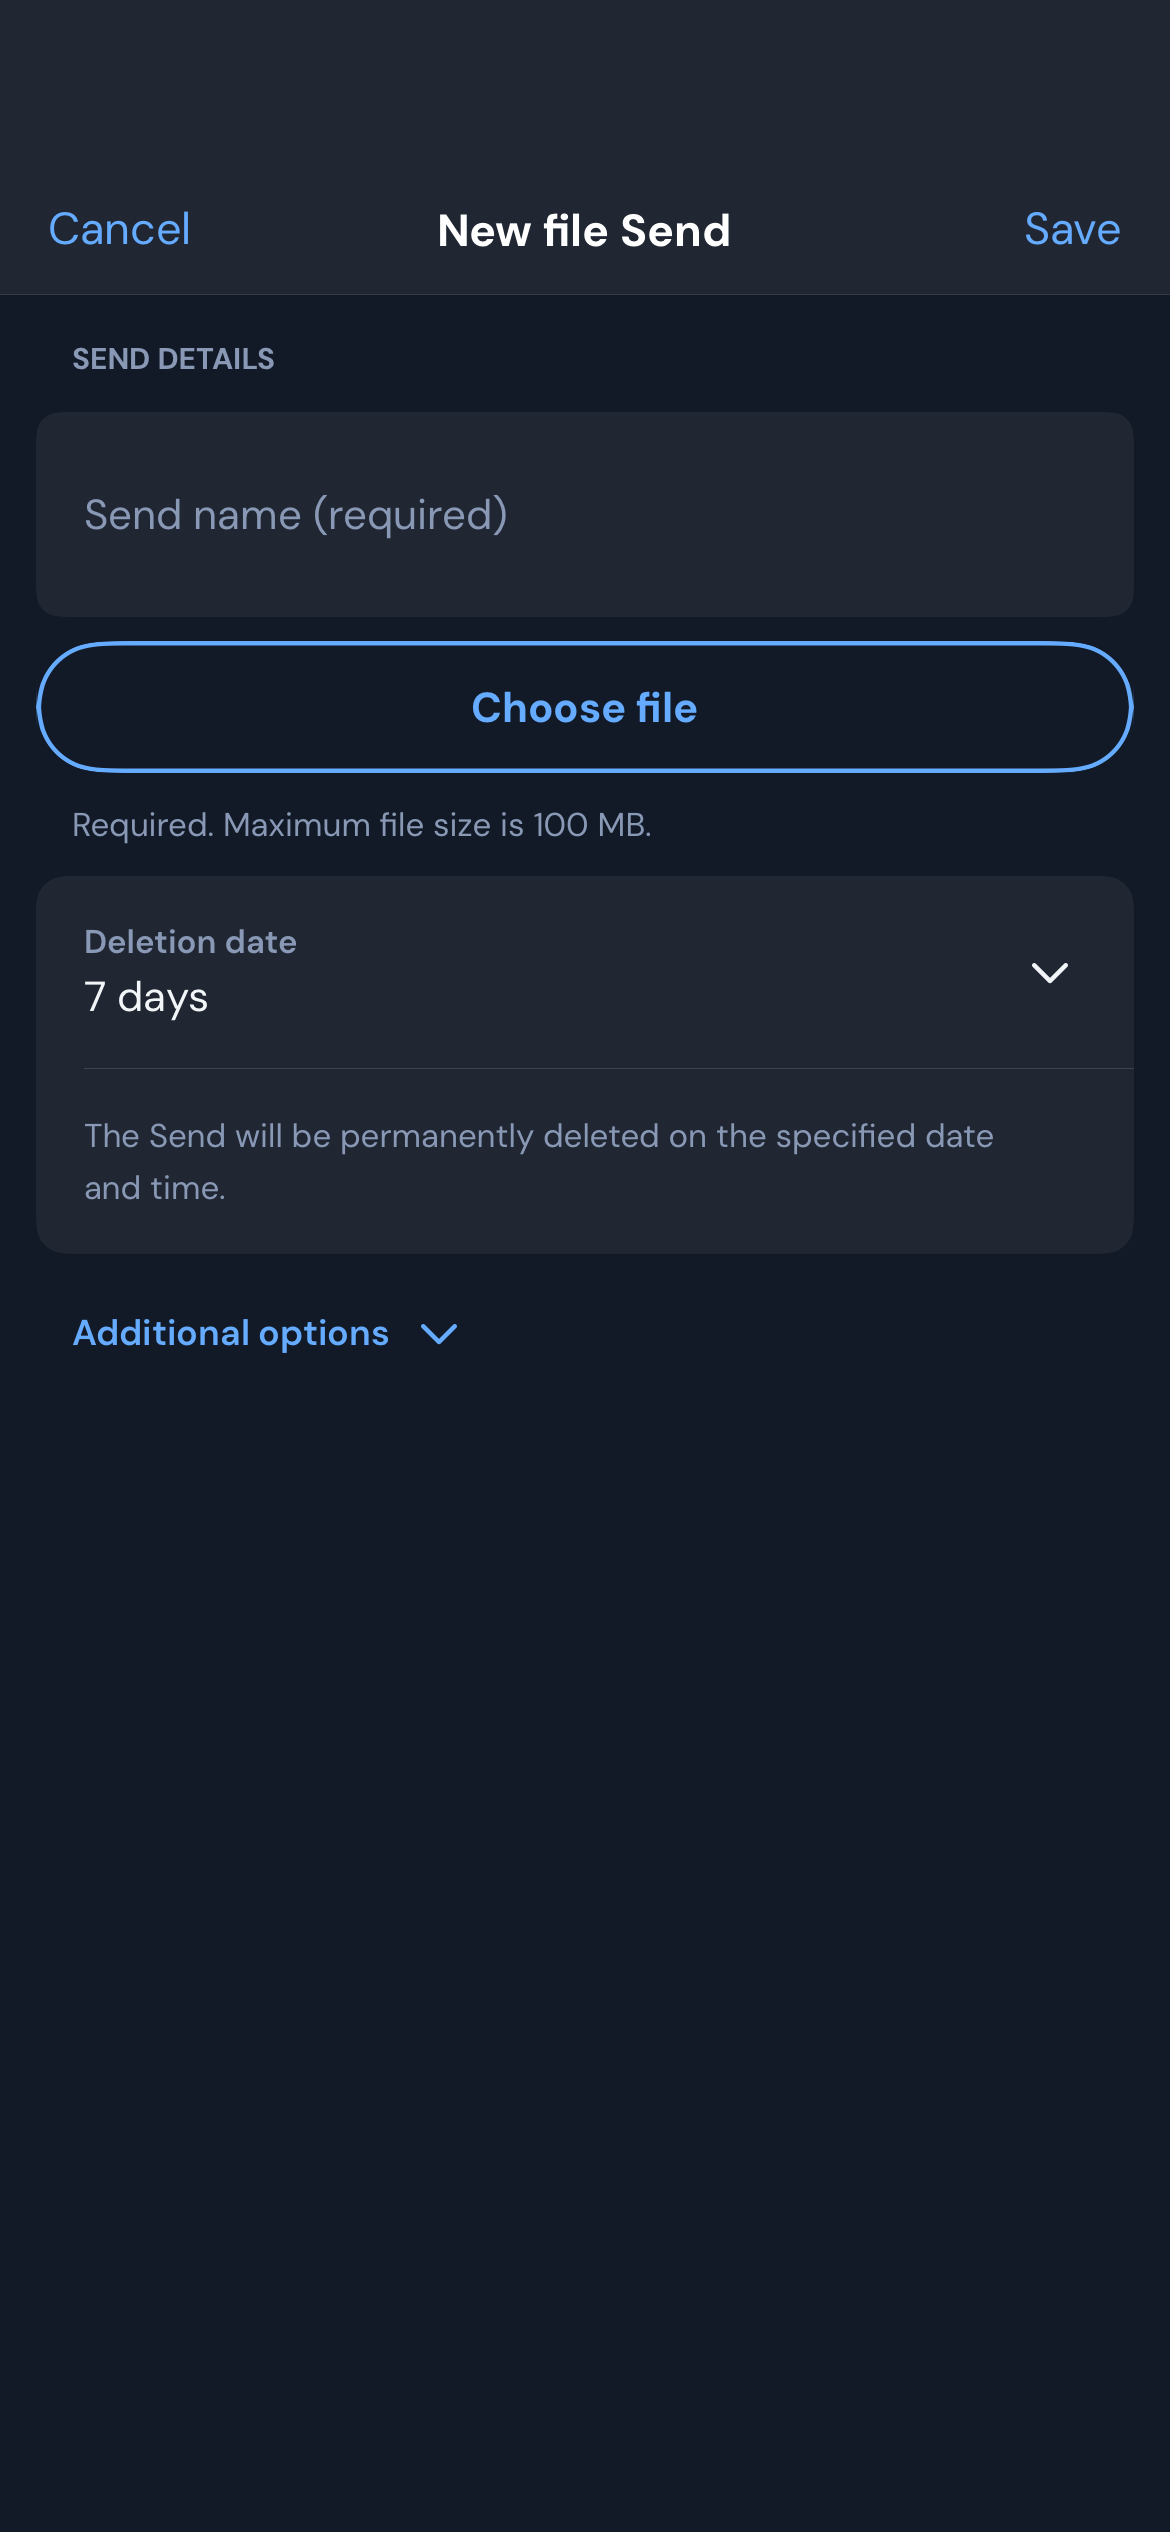 Cancel
New file Send
Save
SEND DETAILS
Send name (required)
Choose file
Required. Maximum file size is 100 MB.
Deletion date
7 days
The Send will be permanently deleted on the specified date
and time.
Additional options